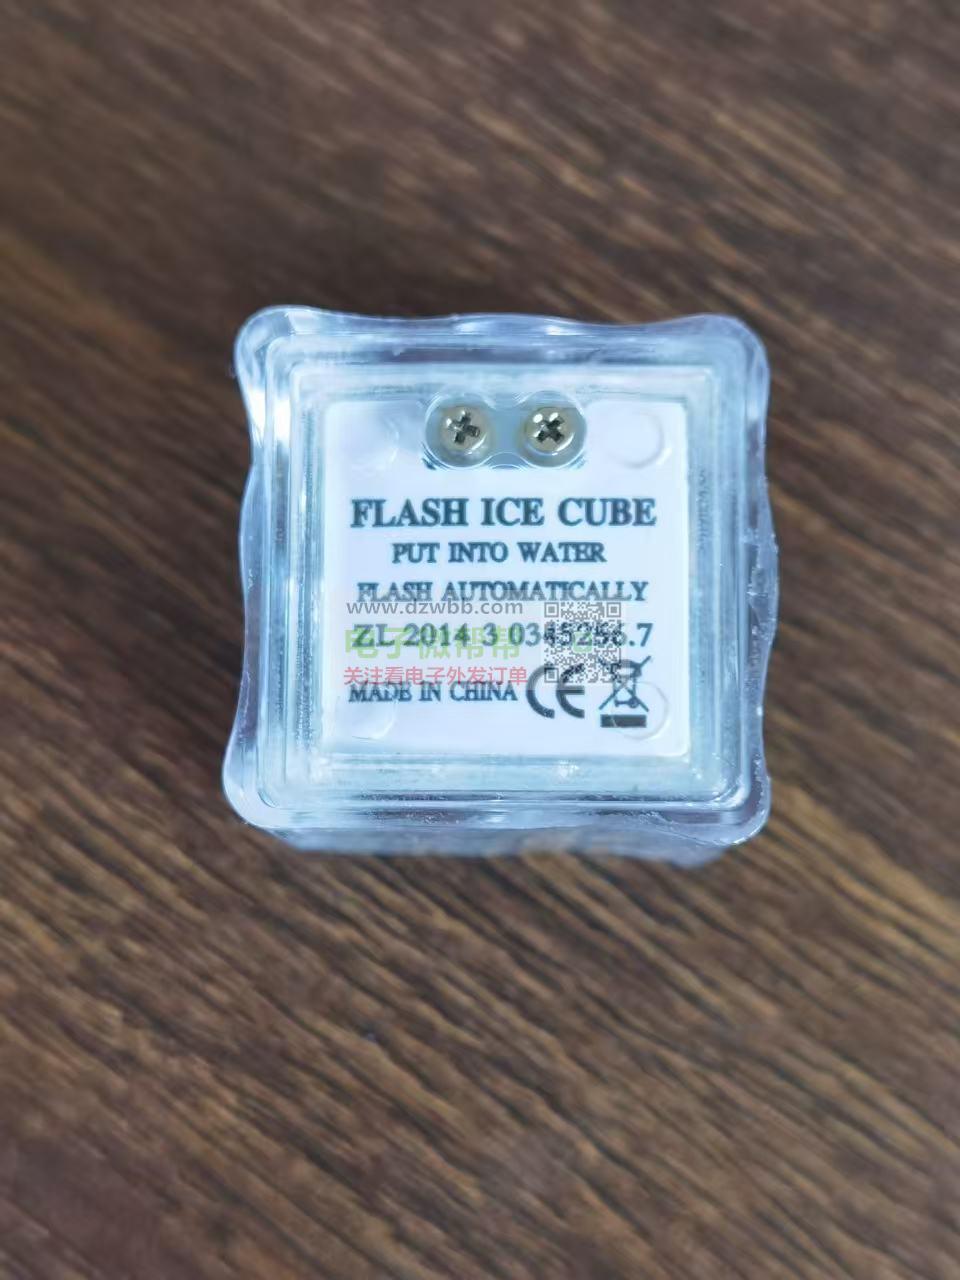 FLASH ICE CUBE
PUT INTO WATER
FLASH AUTOMATICALLY
www.dzwbb.com
ZL 2014 3 0345256.7
电子微帮帮
关注看电子外发订单
MADE IN CHINA CE